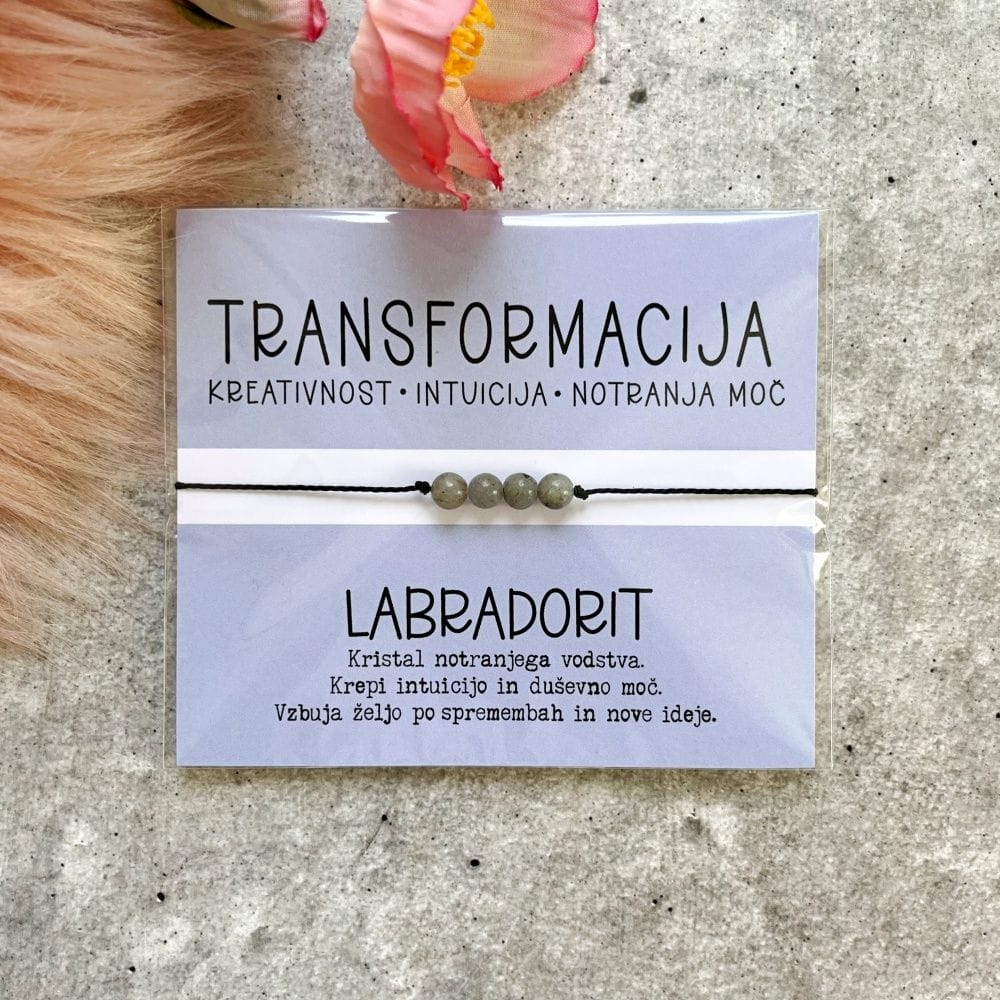 TRANSFORMACIJA
KREATIVNOST • INTUICIJA • NOTRANJA MOČ
LABRADORIT
Kristal notranjega vodstva.
Krepi intuicijo in duševno moč.
Vzbuja željo po spremembah in nove ideje.